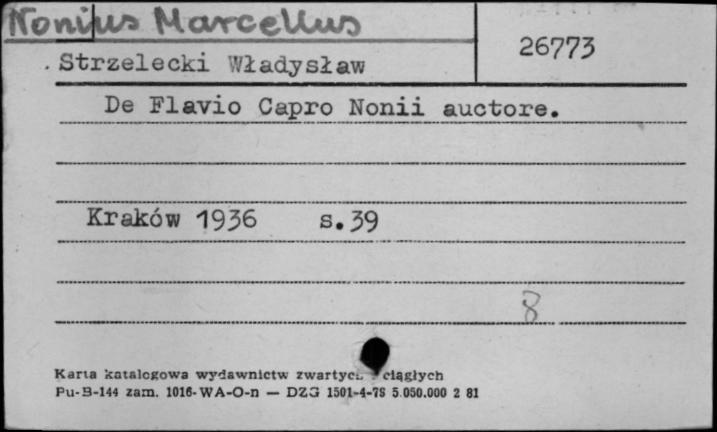 Nonius Marcellus
26773
Strzelecki Władysław
De Flavio Capro Nonii auctore.
Kraków 1936 s.39
8
Karta katalogowa wydawnictw zwartych i ciągłych
Pu-B-144 zam. 1016-WA-O-n — DZG 1501-4-78 5.050.000 2 81